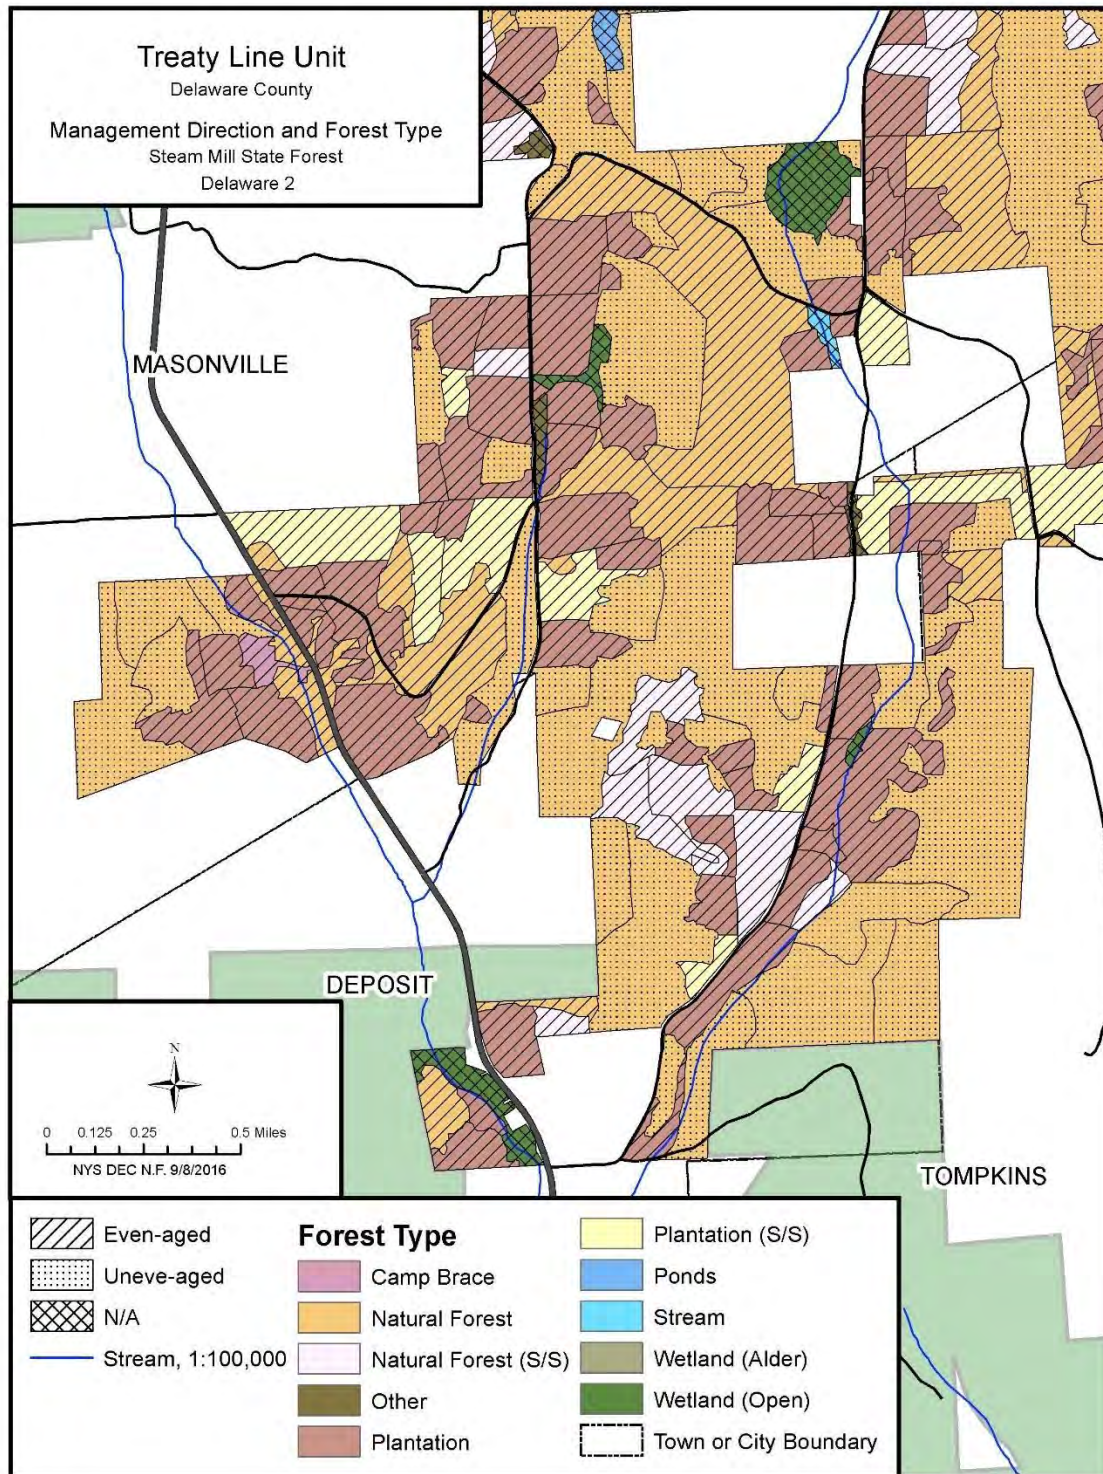 Treaty Line Unit
Delaware County
Management Direction and Forest Type
Steam Mill State Forest
Delaware 2
MASONVILLE
DEPOSIT
TOMPKINS
N
0 0.125 0.25 0.5 Miles
NYS DEC N.F. 9/8/2016
Even-aged
Uneve-aged
N/A
Stream, 1:100,000
Forest Type
Camp Brace
Natural Forest
Natural Forest (S/S)
Other
Plantation
Plantation (S/S)
Ponds
Stream
Wetland (Alder)
Wetland (Open)
Town or City Boundary